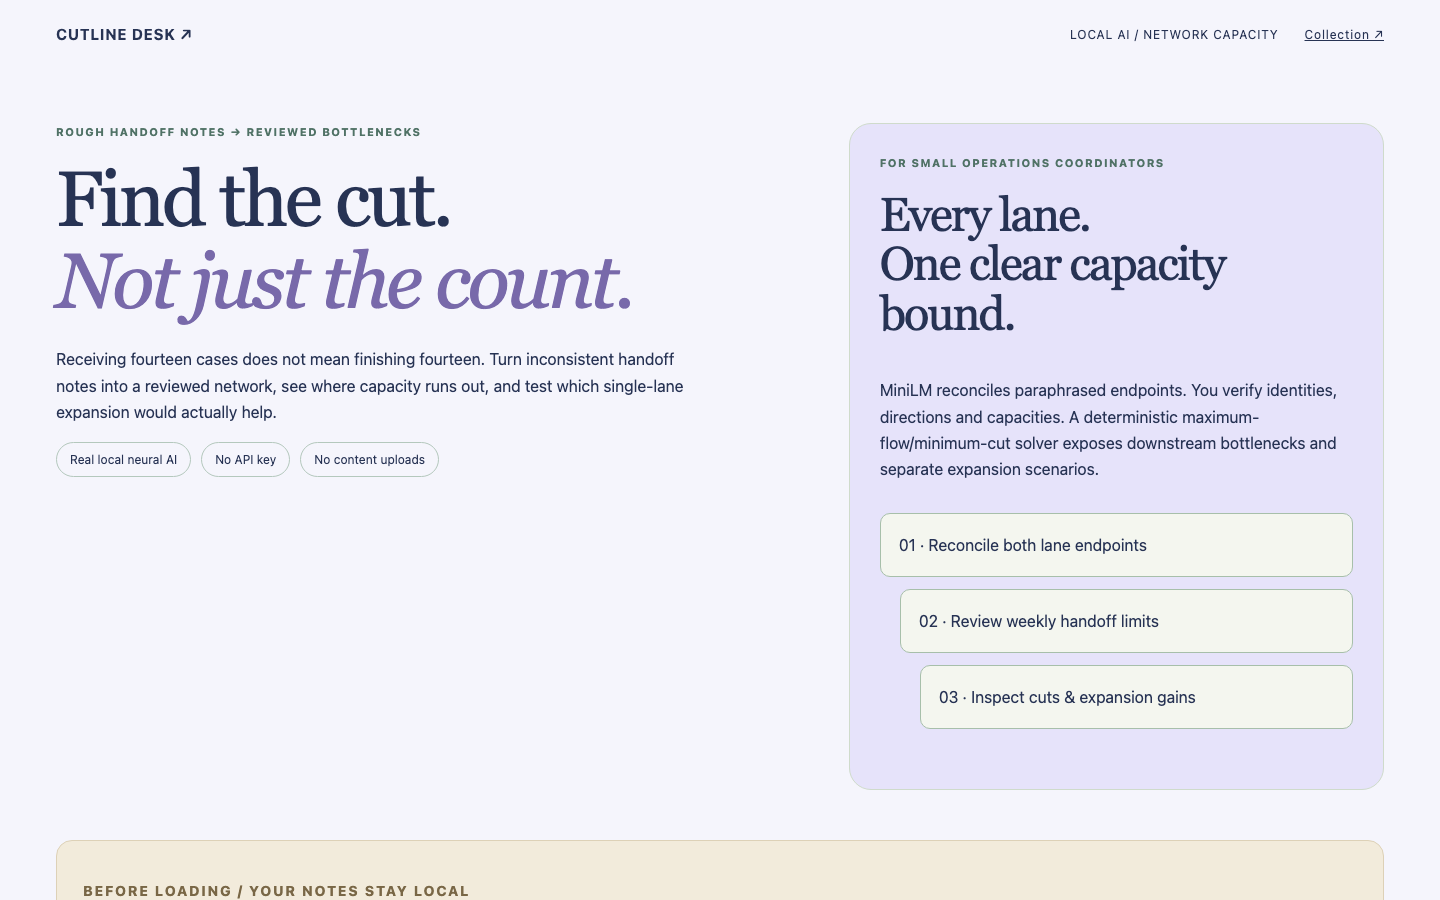 CUTLINE DESK ↗
LOCAL AI / NETWORK CAPACITY
Collection ↗
ROUGH HANDOFF NOTES → REVIEWED BOTTLENECKS
Find the cut.
Not just the count.
Receiving fourteen cases does not mean finishing fourteen. Turn inconsistent handoff
notes into a reviewed network, see where capacity runs out, and test which single-lane
expansion would actually help.
Real local neural AI
No API key
No content uploads
FOR SMALL OPERATIONS COORDINATORS
Every lane.
One clear capacity
bound.
MiniLM reconciles paraphrased endpoints. You verify identities,
directions and capacities. A deterministic maximum-
flow/minimum-cut solver exposes downstream bottlenecks and
separate expansion scenarios.
01 · Reconcile both lane endpoints
02 · Review weekly handoff limits
03 · Inspect cuts & expansion gains
BEFORE LOADING / YOUR NOTES STAY LOCAL